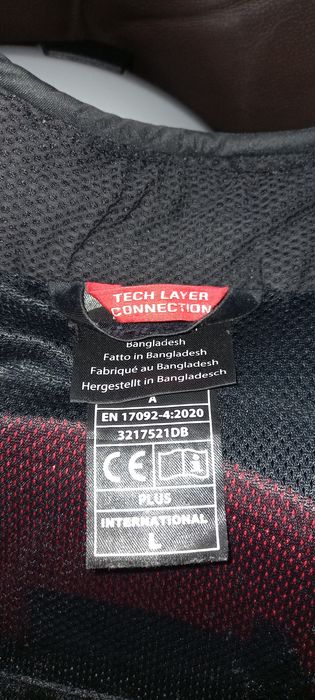 TECH LAYER
CONNECTION
Bangladesh
Fatto in Bangladesh
Fabriqué au Bangladesh
Hergestellt in Bangladesch
A
EN 17092-4:2020
3217521DB
CE i
PLUS
INTERNATIONAL
L